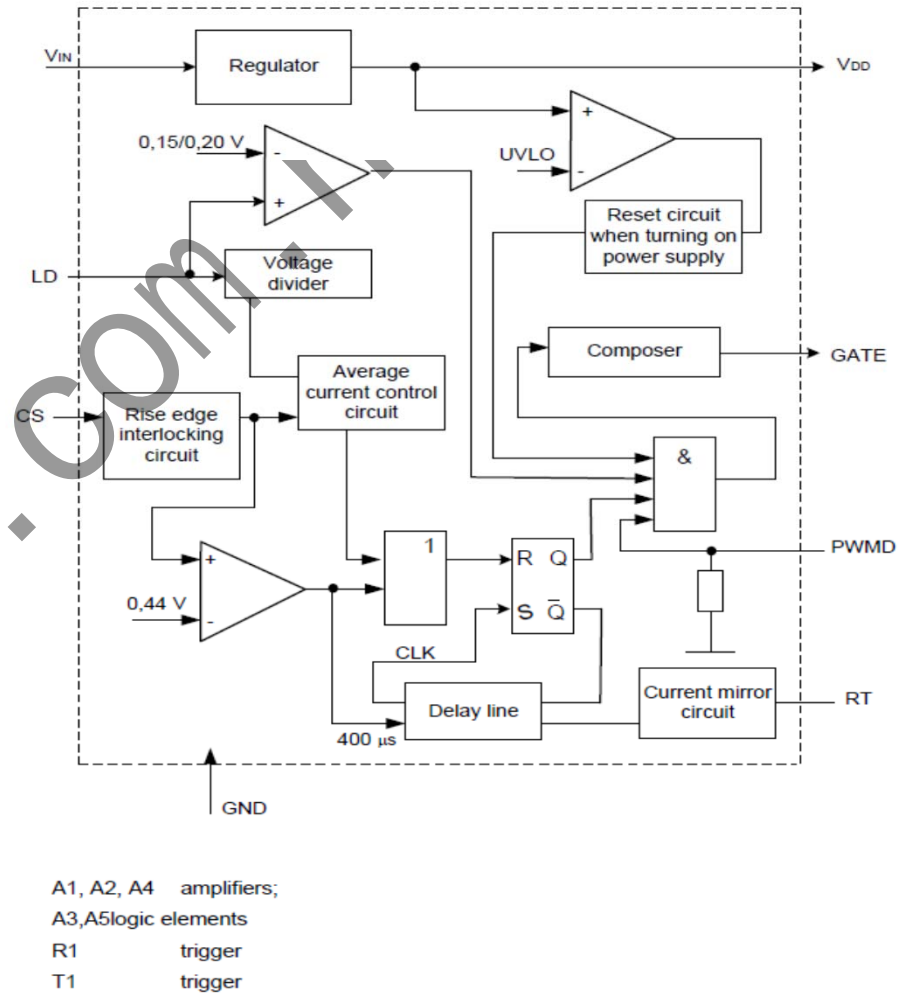 VIN
Regulator
VDD
0,15/0,20 V
-
+
+
UVLO
-
Reset circuit
when turning on
power supply
LD
Voltage
divider
Composer
GATE
Average
current control
circuit
CS
Rise edge
interlocking
circuit
&
1
R Q
S Q̅
PWMD
+
0,44 V
-
CLK
Delay line
400 µs
Current mirror
circuit
RT
GND
. com .
A1, A2, A4 amplifiers;
A3,A5logic elements
R1 trigger
T1 trigger